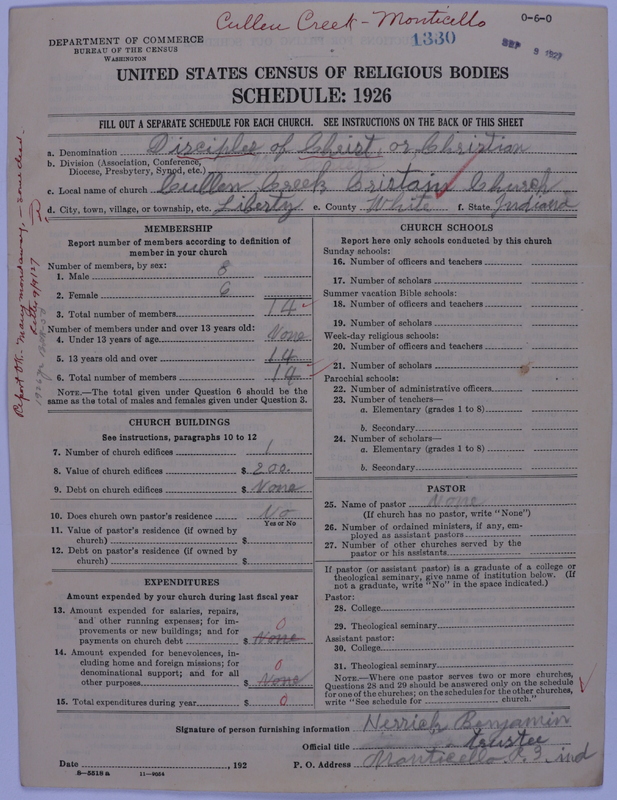 Cullen Creek - Monticello
0-6-0
1330
SEP 9 1927
DEPARTMENT OF COMMERCE
BUREAU OF THE CENSUS
WASHINGTON
UNITED STATES CENSUS OF RELIGIOUS BODIES
SCHEDULE: 1926
FILL OUT A SEPARATE SCHEDULE FOR EACH CHURCH. SEE INSTRUCTIONS ON THE BACK OF THIS SHEET
a. Denomination Disciples of Christ or Christian
b. Division (Association, Conference, Diocese, Presbytery, Synod, etc.)
c. Local name of church Cullen Creek Cristain Church
d. City, town, village, or township, etc. Liberty e. County White f. State Indiana
MEMBERSHIP
Report number of members according to definition of
member in your church
Number of members, by sex:
1. Male 8
2. Female 6
3. Total number of members 14
Number of members under and over 13 years old:
4. Under 13 years of age None
5. 13 years old and over 14
6. Total number of members 14
NOTE.—The total given under Question 6 should be
same as the total of males and females given under Question 3.
CHURCH BUILDINGS
See instructions, paragraphs 10 to 12
7. Number of church edifices 1
8. Value of church edifices $ 200.
9. Debt on church edifices $ None
10. Does church own pastor's residence No
Yes or No
11. Value of pastor's residence (if owned by
church) $
12. Debt on pastor's residence (if owned by
church) $
EXPENDITURES
Amount expended by your church during last fiscal year
13. Amount expended for salaries, repairs,
and other running expenses; for im-
provements or new buildings; and for
payments on church debt $ None 0
14. Amount expended for benevolences, in-
cluding home and foreign missions; for
denominational support; and for all
other purposes $ None 0
15. Total expenditures during year $ 0
CHURCH SCHOOLS
Report here only schools conducted by this church
Sunday schools:
16. Number of officers and teachers
17. Number of scholars
Summer vacation Bible schools:
18. Number of officers and teachers
19. Number of scholars
Week-day religious schools:
20. Number of officers and teachers
21. Number of scholars
Parochial schools:
22. Number of administrative officers
23. Number of teachers—
a. Elementary (grades 1 to 8)
b. Secondary
24. Number of scholars—
a. Elementary (grades 1 to 8)
b. Secondary
PASTOR
25. Name of pastor None
(If church has no pastor, write "None")
26. Number of ordained ministers, if any, em-
ployed as assistant pastors
27. Number of other churches served by the
pastor or his assistants
If pastor (or assistant pastor) is a graduate of a college or
theological seminary, give name of institution below. (If
not a graduate, write "No" in the space indicated.)
Pastor:
28. College
29. Theological seminary
Assistant pastor:
30. College
31. Theological seminary
NOTE.—Where one pastor serves two or more churches,
Questions 28 and 29 should be answered only on the schedule
for one of the churches; on the schedules for the other churches,
write "See schedule for church."
Signature of person furnishing information Nerrick Benjamin
Official title trustee
Date , 192 P. O. Address Monticello R. 3, ind
8-5518a 11-9054